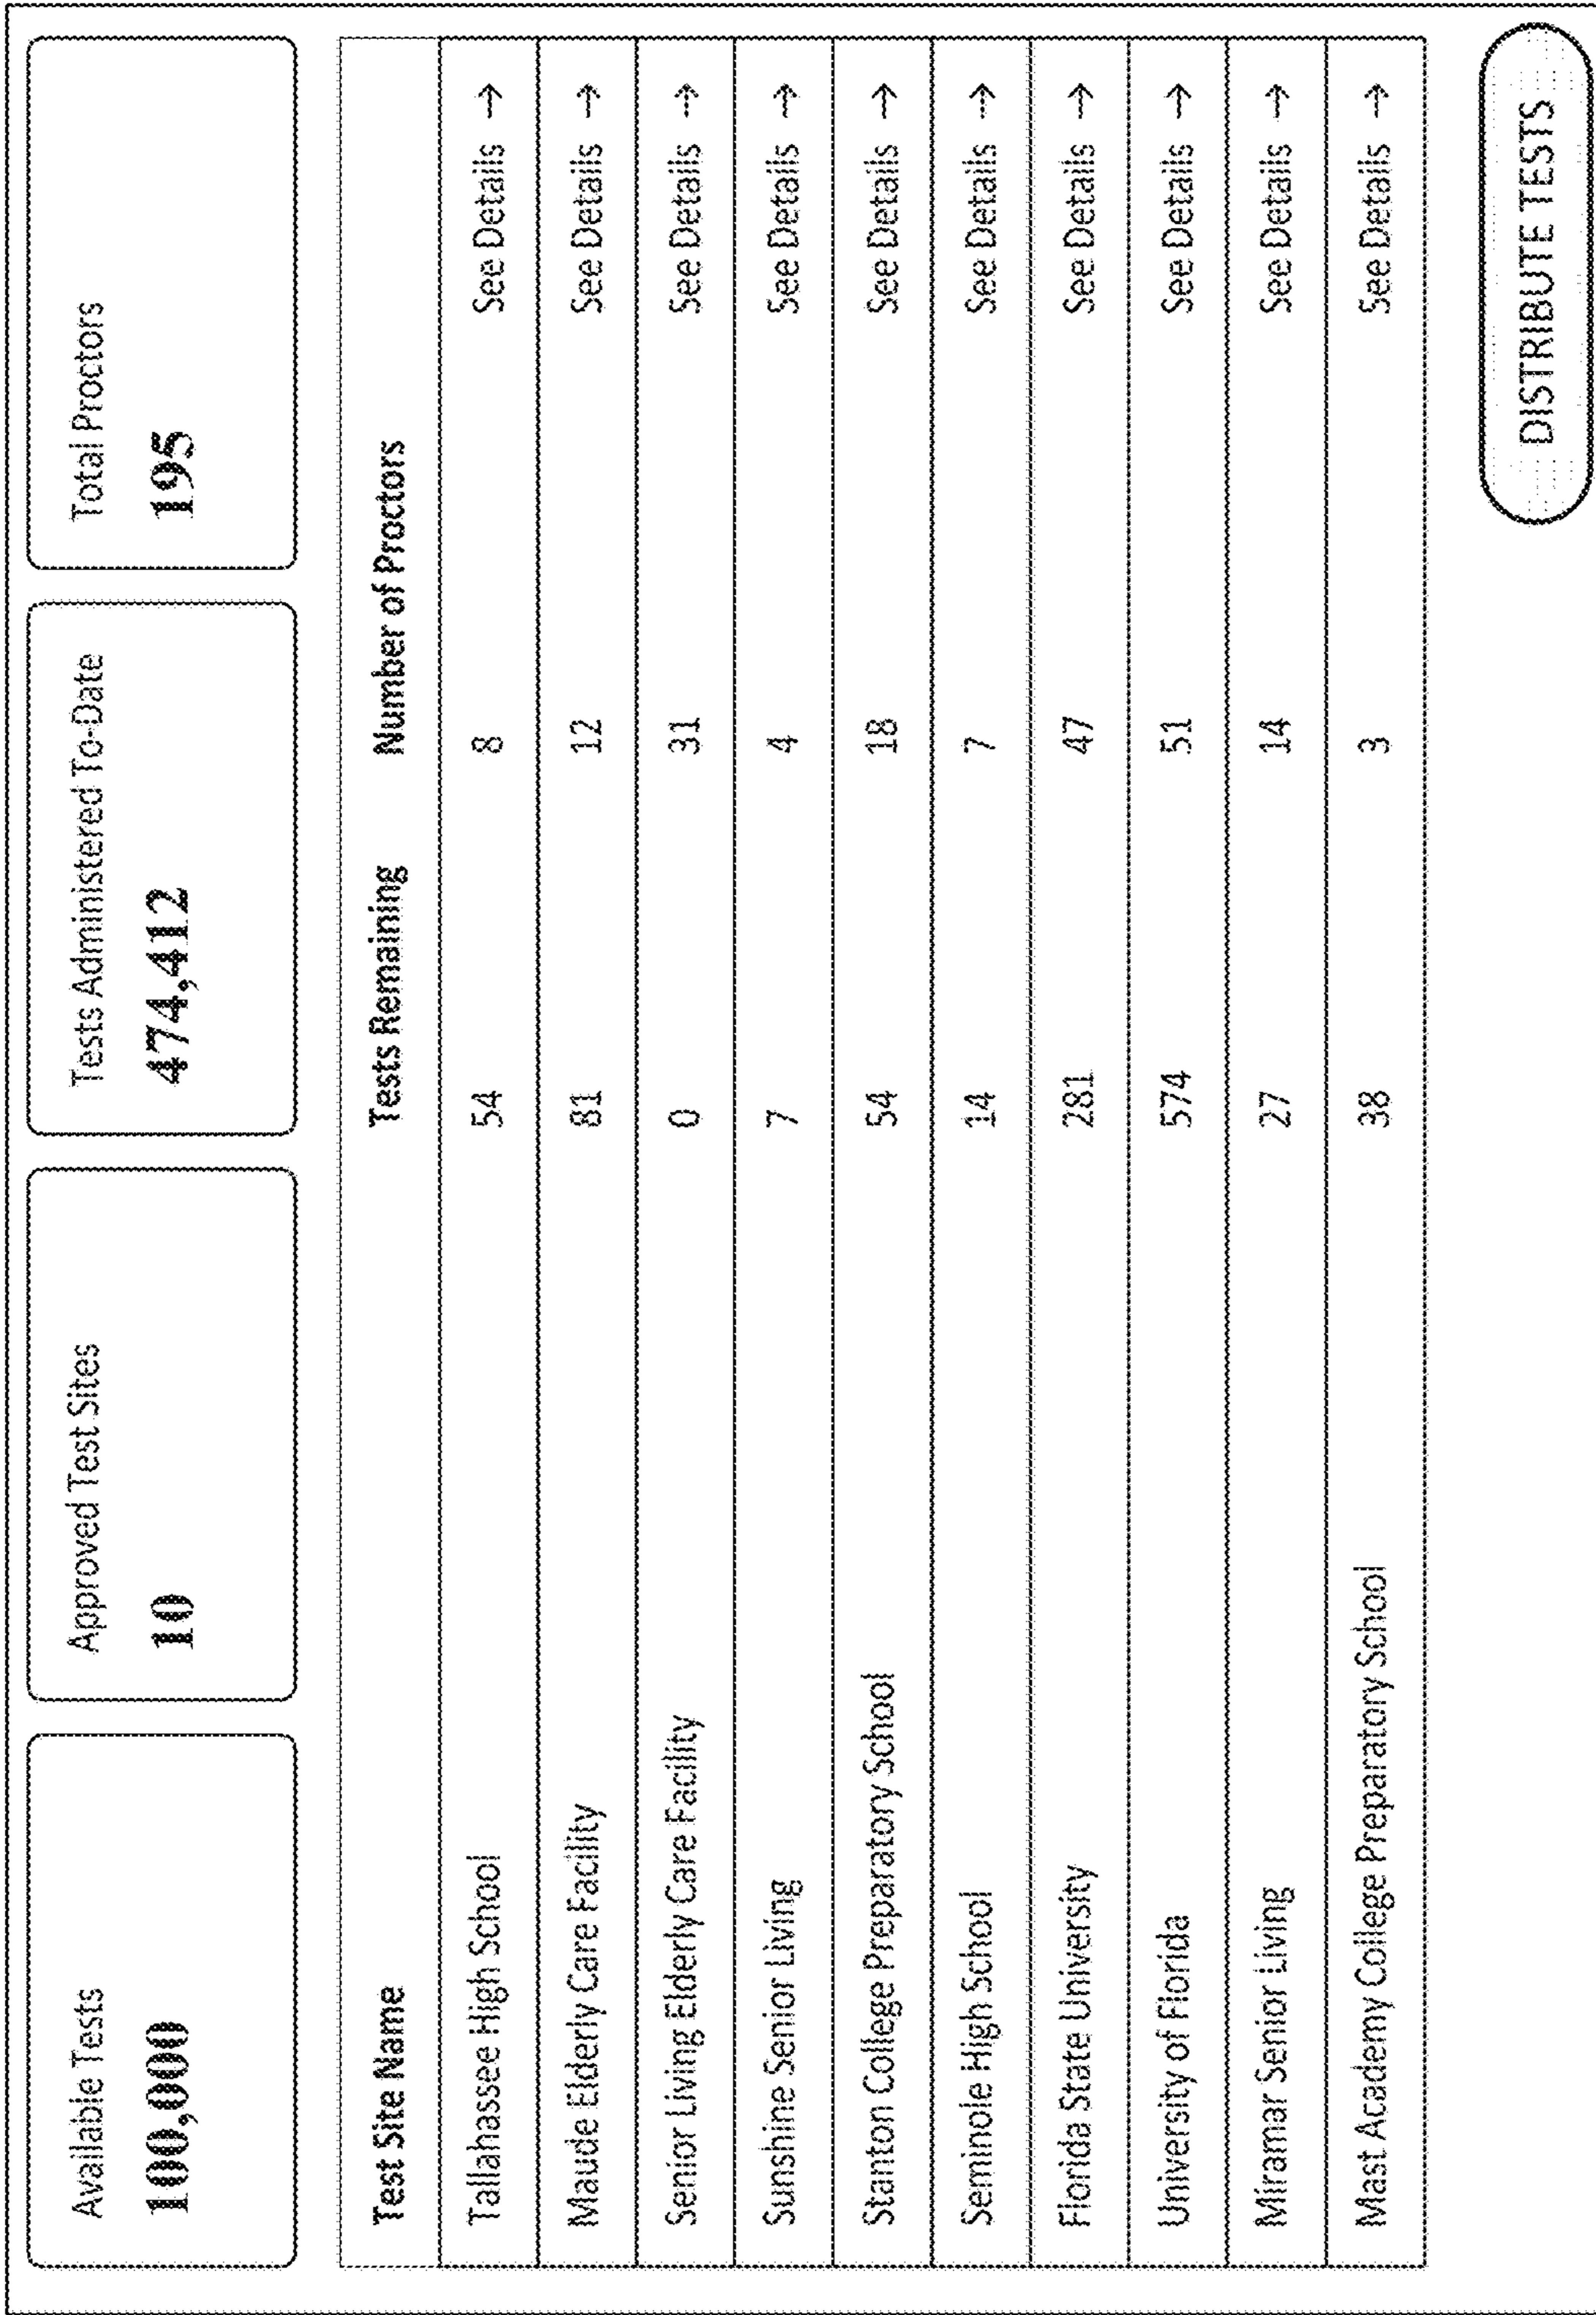 Available Tests
100,000
Approved Test Sites
10
Tests Administered To-Date
474,412
Total Proctors
195
Test Site Name Tests Remaining Number of Proctors
Tallahassee High School 54 8 See Details →
Maude Elderly Care Facility 81 12 See Details →
Senior Living Elderly Care Facility 0 31 See Details →
Sunshine Senior Living 7 4 See Details →
Stanton College Preparatory School 54 18 See Details →
Seminole High School 14 7 See Details →
Florida State University 281 47 See Details →
University of Florida 574 51 See Details →
Miramar Senior Living 27 14 See Details →
Mast Academy College Preparatory School 38 3 See Details →
DISTRIBUTE TESTS